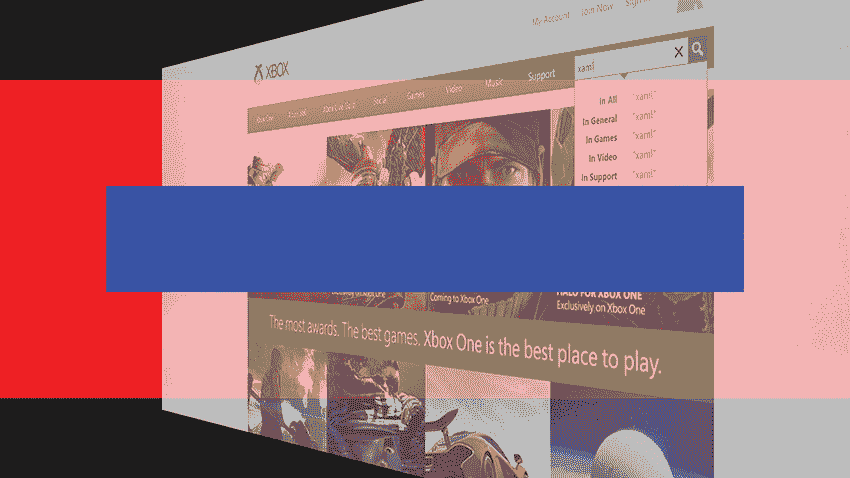 My Account Join Now Sign
XBOX
xaml
Social Games Video Music Support
In All "xaml"
In General "xaml"
In Games "xaml"
In Video "xaml"
In Support "xaml"
Coming to Xbox One
HALO FOR XBOX ONE
Exclusively on Xbox One
The most awards. The best games. Xbox One is the best place to play.